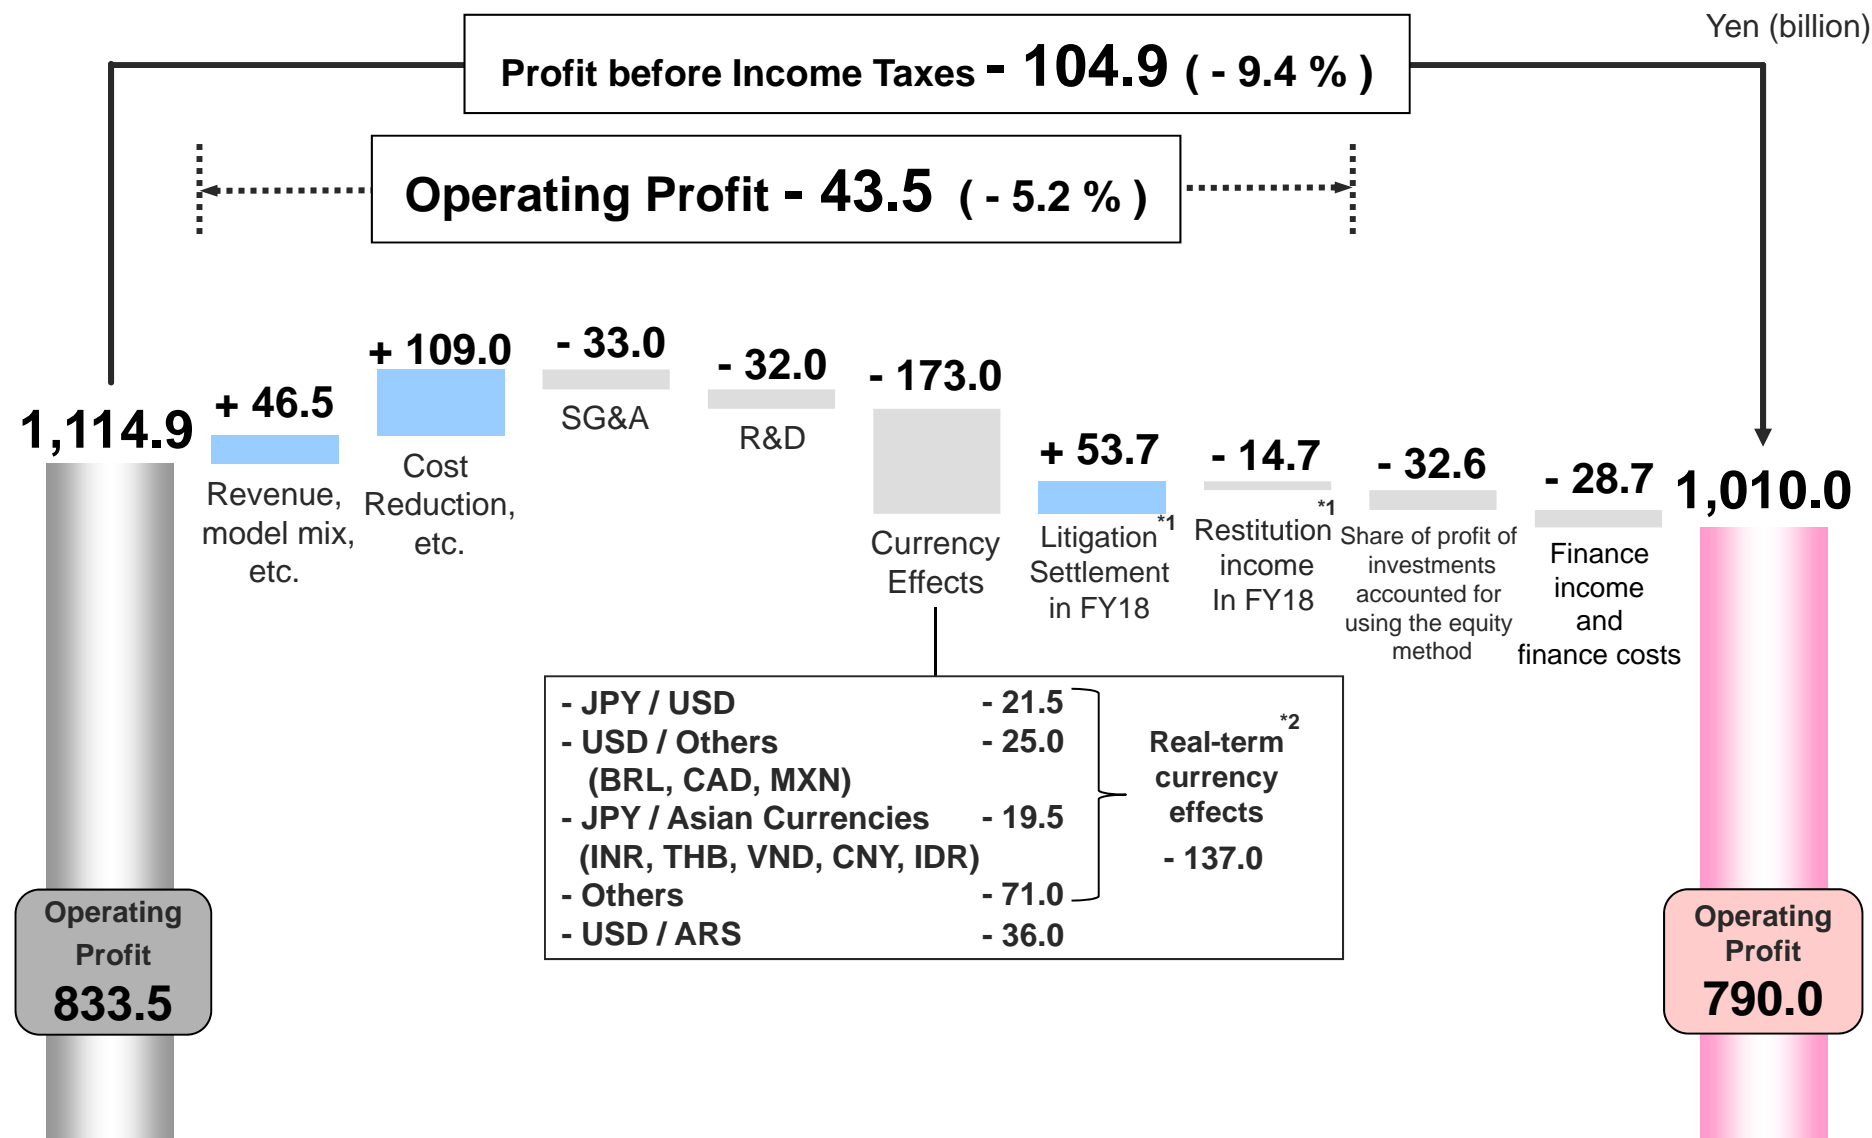 Yen (billion)
Profit before Income Taxes - 104.9 ( - 9.4 % )
Operating Profit - 43.5 ( - 5.2 % )
1,114.9
+ 46.5
Revenue,
model mix,
etc.
+ 109.0
Cost
Reduction,
etc.
- 33.0
SG&A
- 32.0
R&D
- 173.0
Currency
Effects
+ 53.7
Litigation *1
Settlement
in FY18
- 14.7
Restitution *1
income
In FY18
- 32.6
Share of profit of
investments
accounted for
using the equity
method
- 28.7
Finance
income
and
finance costs
1,010.0
- JPY / USD - 21.5
- USD / Others - 25.0
(BRL, CAD, MXN)
- JPY / Asian Currencies - 19.5
(INR, THB, VND, CNY, IDR)
- Others - 71.0
- USD / ARS - 36.0
Real-term *2
currency
effects
- 137.0
Operating
Profit
833.5
Operating
Profit
790.0